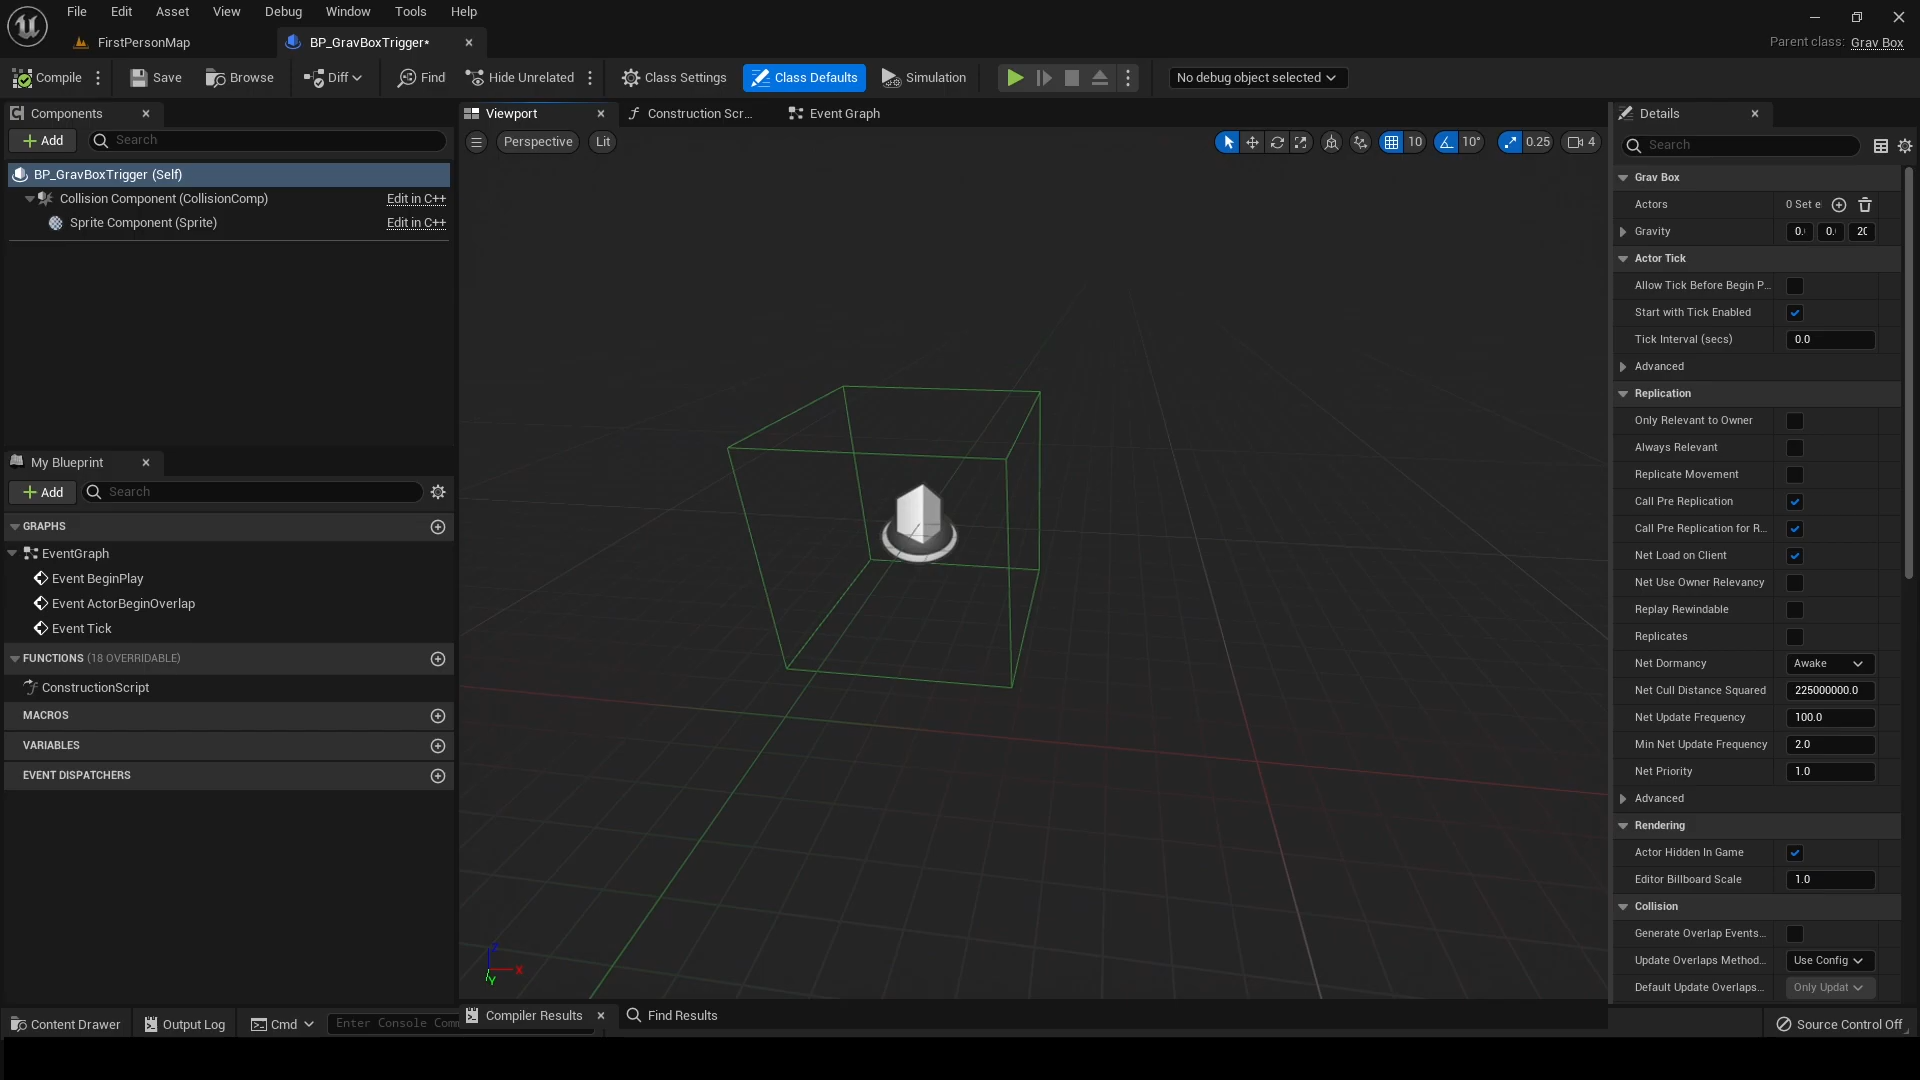 File Edit Asset View Debug Window Tools Help
FirstPersonMap
BP_GravBoxTrigger*
Parent class: Grav Box
Compile
Save
Browse
Diff
Find
Hide Unrelated
Class Settings
Class Defaults
Simulation
No debug object selected
Components
Add
Search
BP_GravBoxTrigger (Self)
Collision Component (CollisionComp) Edit in C++
Sprite Component (Sprite) Edit in C++
My Blueprint
Add
Search
GRAPHS
EventGraph
Event BeginPlay
Event ActorBeginOverlap
Event Tick
FUNCTIONS (18 OVERRIDABLE)
ConstructionScript
MACROS
VARIABLES
EVENT DISPATCHERS
Viewport
Construction Scr...
Event Graph
Perspective
Lit
10
10°
0.25
4
Z
X
Y
Details
Search
Grav Box
Actors 0 Set e
Gravity 0. 0. 20
Actor Tick
Allow Tick Before Begin P...
Start with Tick Enabled
Tick Interval (secs) 0.0
Advanced
Replication
Only Relevant to Owner
Always Relevant
Replicate Movement
Call Pre Replication
Call Pre Replication for R...
Net Load on Client
Net Use Owner Relevancy
Replay Rewindable
Replicates
Net Dormancy Awake
Net Cull Distance Squared 225000000.0
Net Update Frequency 100.0
Min Net Update Frequency 2.0
Net Priority 1.0
Advanced
Rendering
Actor Hidden In Game
Editor Billboard Scale 1.0
Collision
Generate Overlap Events...
Update Overlaps Method... Use Config
Default Update Overlaps... Only Updat
Compiler Results
Find Results
Content Drawer
Output Log
Cmd
Enter Console Comm
Source Control Off